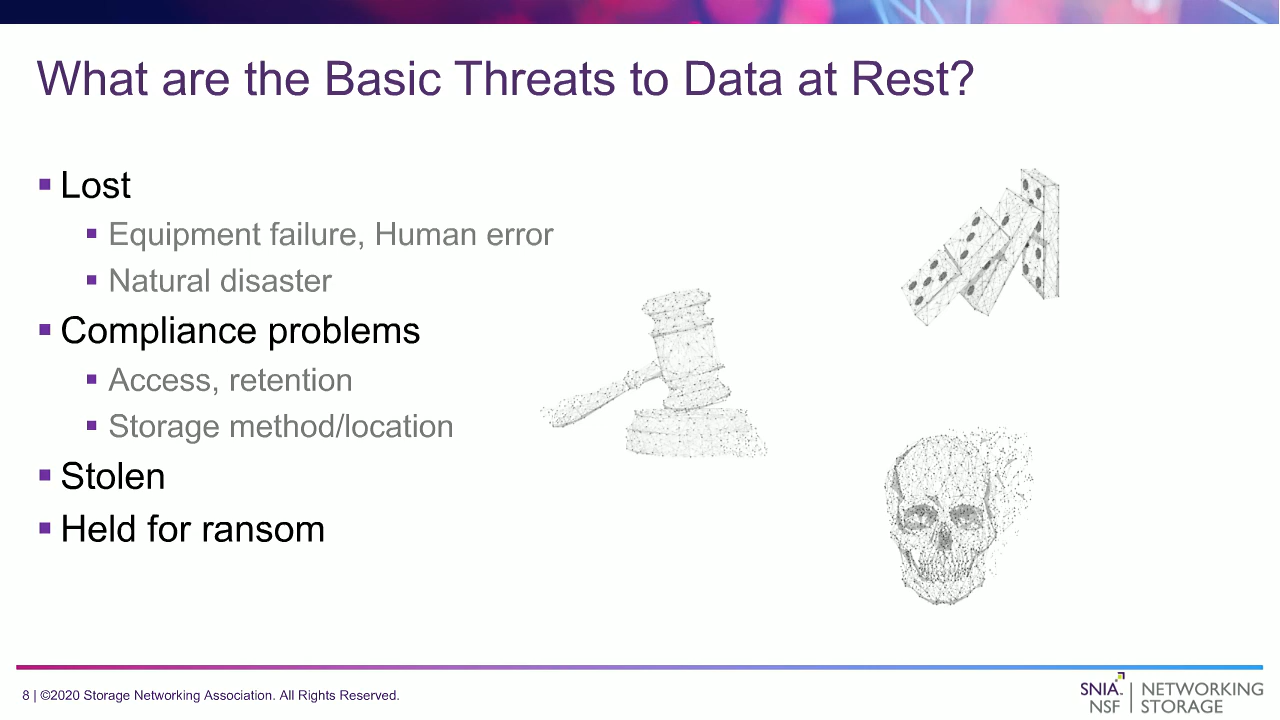 What are the Basic Threats to Data at Rest?
Lost
Equipment failure, Human error
Natural disaster
Compliance problems
Access, retention
Storage method/location
Stolen
Held for ransom
8 | ©2020 Storage Networking Association. All Rights Reserved.
SNIA™ | NETWORKING
NSF | STORAGE